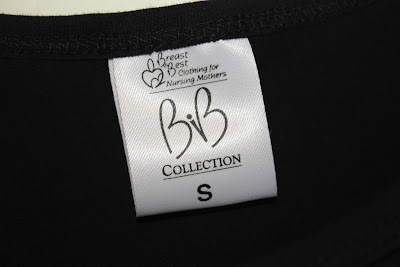 Breast
Best
Clothing for
Nursing Mothers
BiB
COLLECTION
S